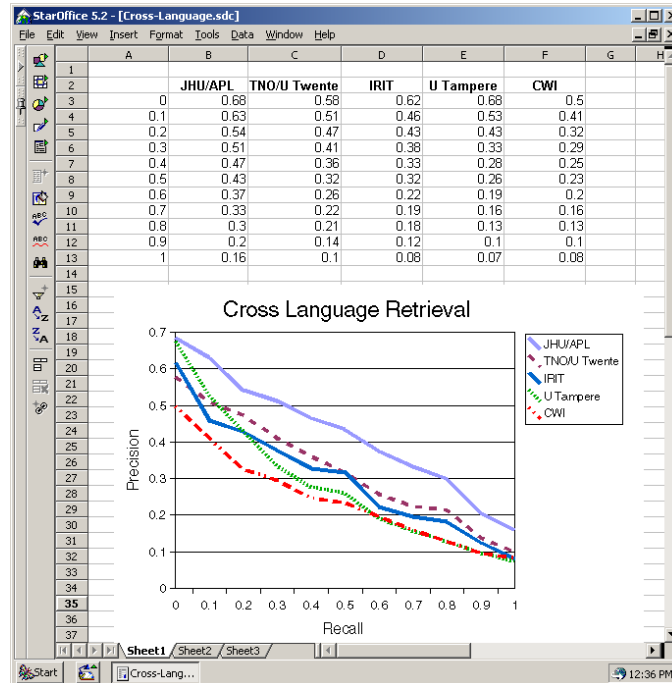 StarOffice 5.2 - [Cross-Language.sdc]
File Edit View Insert Format Tools Data Window Help
A B C D E F G H
1
2 JHU/APL TNO/U Twente IRIT U Tampere CWI
3 0 0.68 0.58 0.62 0.68 0.5
4 0.1 0.63 0.51 0.46 0.53 0.41
5 0.2 0.54 0.47 0.43 0.43 0.32
6 0.3 0.51 0.41 0.38 0.33 0.29
7 0.4 0.47 0.36 0.33 0.28 0.25
8 0.5 0.43 0.32 0.32 0.26 0.23
9 0.6 0.37 0.26 0.22 0.19 0.2
10 0.7 0.33 0.22 0.19 0.16 0.16
11 0.8 0.3 0.21 0.18 0.13 0.13
12 0.9 0.2 0.14 0.12 0.1 0.1
13 1 0.16 0.1 0.08 0.07 0.08
14
15
16
17
18
19
20
21
22
23
24
25
26
27
28
29
30
31
32
33
34
35
36
37
ABC
ABC
A Z
Z A
Cross Language Retrieval
0.7
0.6
0.5
0.4
0.3
0.2
0.1
0
Precision
0 0.1 0.2 0.3 0.4 0.5 0.6 0.7 0.8 0.9 1
Recall
JHU/APL
TNO/U Twente
IRIT
U Tampere
CWI
Sheet1 Sheet2 Sheet3
Start Cross-Lang... 12:36 PM